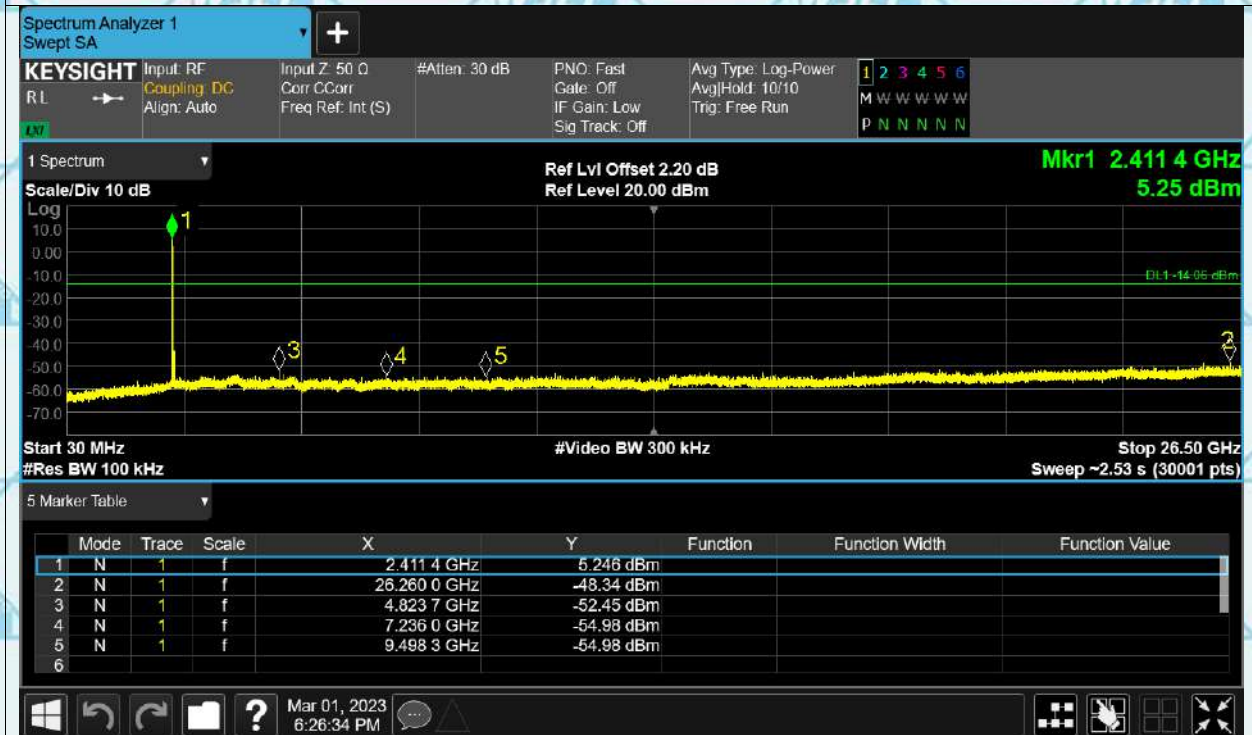 Spectrum Analyzer 1
Swept SA
+
KEYSIGHT Input: RF Input Z: 50 Ω #Atten: 30 dB PNO: Fast Avg Type: Log-Power 1 2 3 4 5 6
RL Coupling: DC Corr CCorr Gate: Off Avg|Hold: 10/10 M W W W W W
Align: Auto Freq Ref: Int (S) IF Gain: Low Trig: Free Run
LXI Sig Track: Off P N N N N N
1 Spectrum Ref Lvl Offset 2.20 dB Mkr1 2.411 4 GHz
Scale/Div 10 dB Ref Level 20.00 dBm 5.25 dBm
Log
10.0 1
0.00
-10.0 DL1 -14.06 dBm
-20.0
-30.0
-40.0 3 4 5 2
-50.0
-60.0
-70.0
Start 30 MHz #Video BW 300 kHz Stop 26.50 GHz
#Res BW 100 kHz Sweep ~2.53 s (30001 pts)
5 Marker Table
Mode Trace Scale X Y Function Function Width Function Value
1 N 1 f 2.411 4 GHz 5.246 dBm
2 N 1 f 26.260 0 GHz -48.34 dBm
3 N 1 f 4.823 7 GHz -52.45 dBm
4 N 1 f 7.236 0 GHz -54.98 dBm
5 N 1 f 9.498 3 GHz -54.98 dBm
6
? Mar 01, 2023
6:26:34 PM